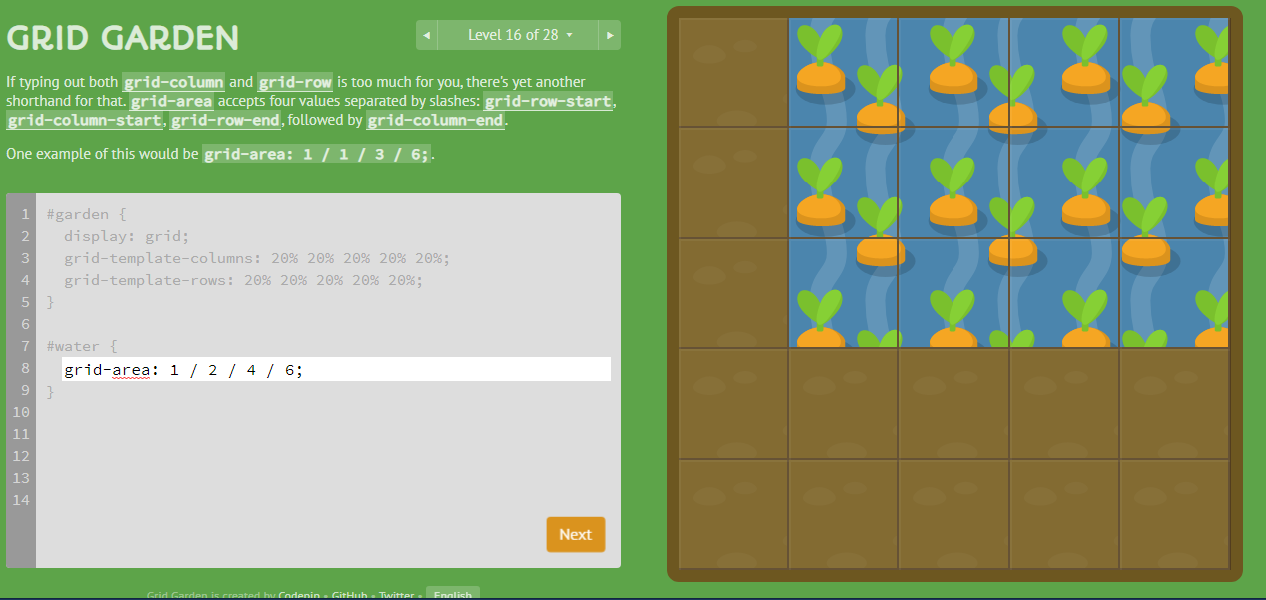 GRID GARDEN
◀ Level 16 of 28 ▾ ▶
If typing out both grid-column and grid-row is too much for you, there's yet another
shorthand for that. grid-area accepts four values separated by slashes: grid-row-start,
grid-column-start, grid-row-end, followed by grid-column-end.
One example of this would be grid-area: 1 / 1 / 3 / 6;.
1 #garden {
2 display: grid;
3 grid-template-columns: 20% 20% 20% 20% 20%;
4 grid-template-rows: 20% 20% 20% 20% 20%;
5 }
6
7 #water {
8 grid-area: 1 / 2 / 4 / 6;
9 }
10
11
12
13
14
Next
Grid Garden is created by Codepip • GitHub • Twitter • English